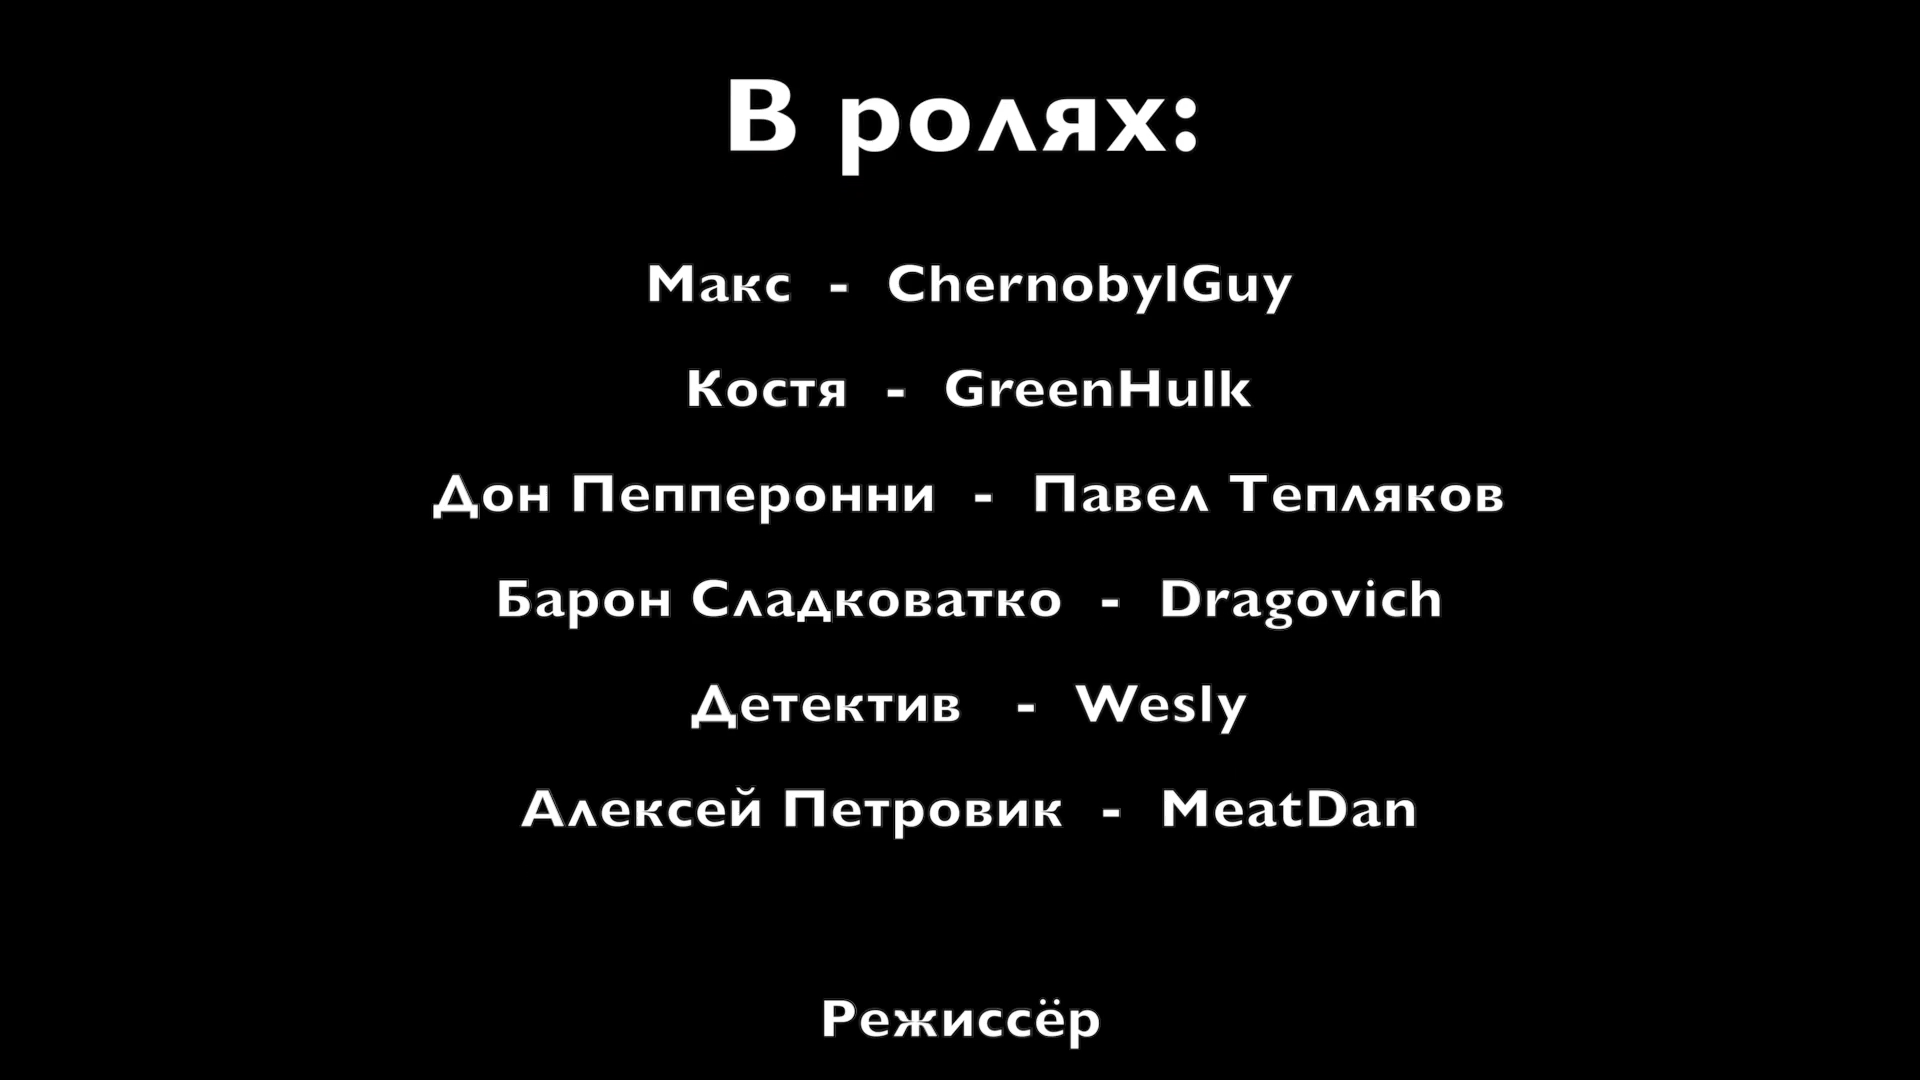 В ролях:
Макс - ChernobylGuy
Костя - GreenHulk
Дон Пепперонни - Павел Тепляков
Барон Сладковатко - Dragovich
Детектив - Wesly
Алексей Петровик - MeatDan
Режиссёр